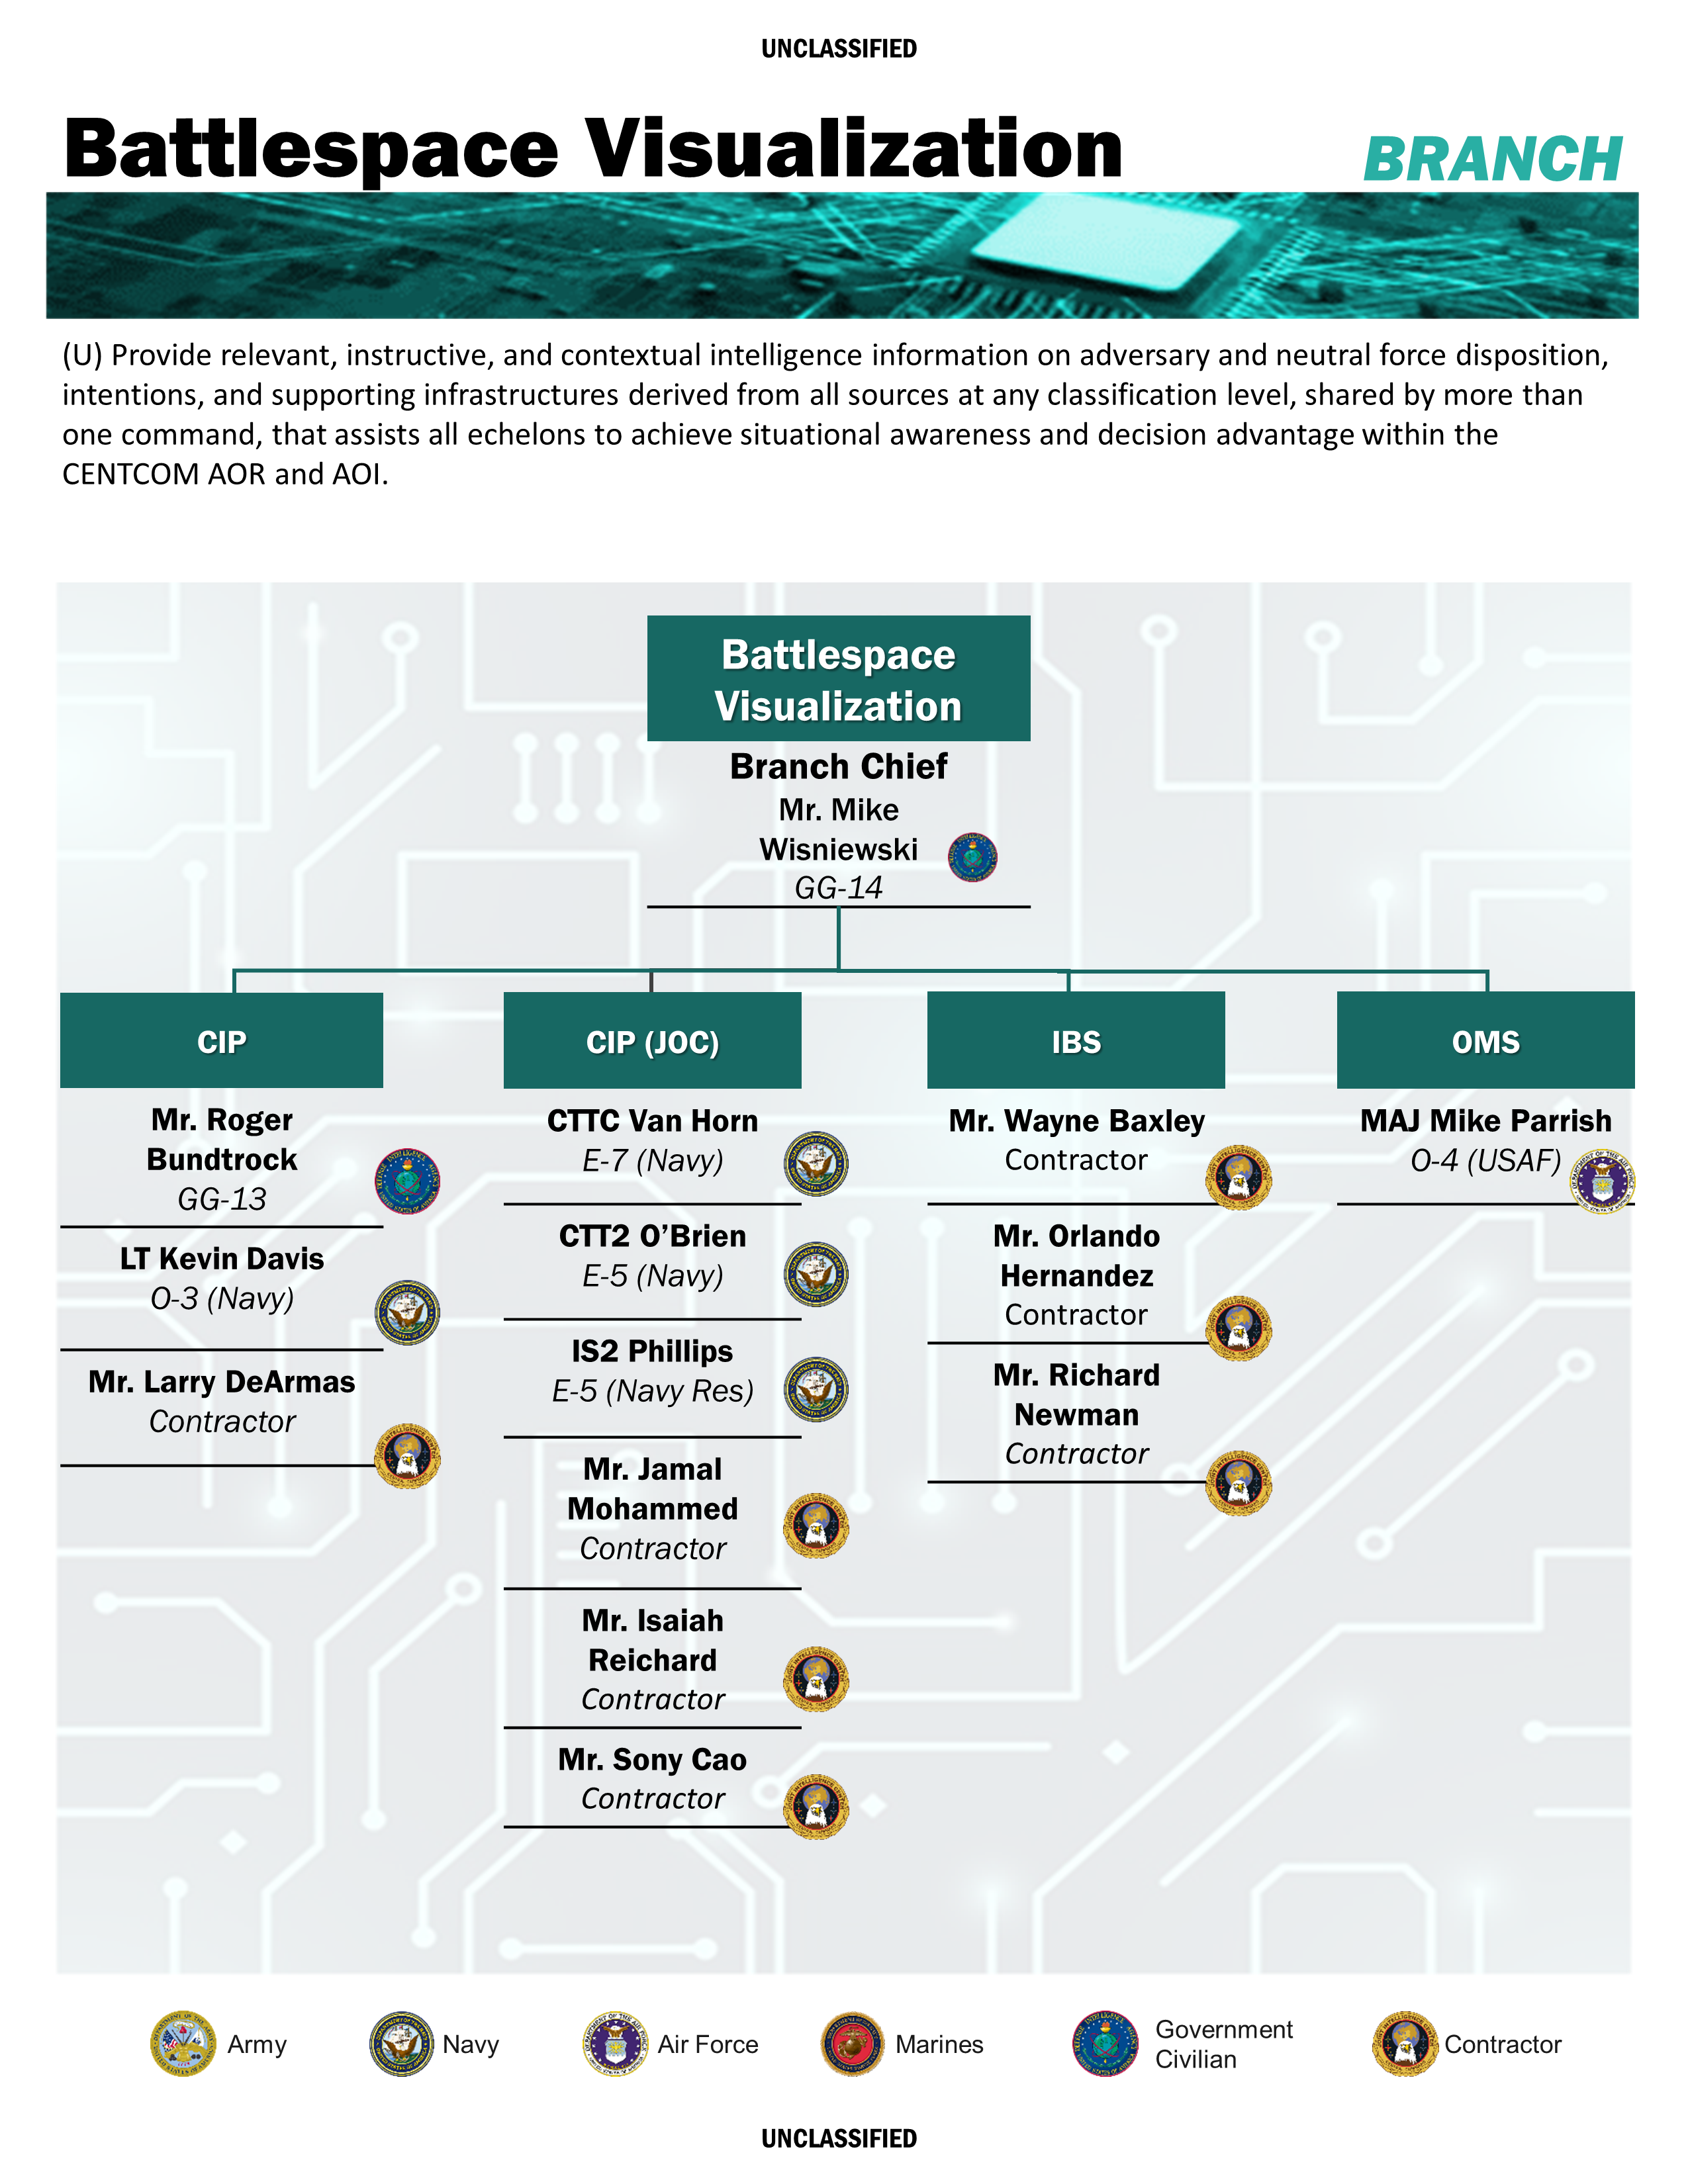 UNCLASSIFIED
Battlespace Visualization
BRANCH
(U) Provide relevant, instructive, and contextual intelligence information on adversary and neutral force disposition,
intentions, and supporting infrastructures derived from all sources at any classification level, shared by more than
one command, that assists all echelons to achieve situational awareness and decision advantage within the
CENTCOM AOR and AOI.
Battlespace
Visualization
Branch Chief
Mr. Mike
Wisniewski
GG-14
CIP
Mr. Roger
Bundtrock
GG-13
LT Kevin Davis
O-3 (Navy)
Mr. Larry DeArmas
Contractor
CIP (JOC)
CTTC Van Horn
E-7 (Navy)
CTT2 O’Brien
E-5 (Navy)
IS2 Phillips
E-5 (Navy Res)
Mr. Jamal
Mohammed
Contractor
Mr. Isaiah
Reichard
Contractor
Mr. Sony Cao
Contractor
IBS
Mr. Wayne Baxley
Contractor
Mr. Orlando
Hernandez
Contractor
Mr. Richard
Newman
Contractor
OMS
MAJ Mike Parrish
O-4 (USAF)
Army
Navy
Air Force
Marines
Government
Civilian
Contractor
UNCLASSIFIED